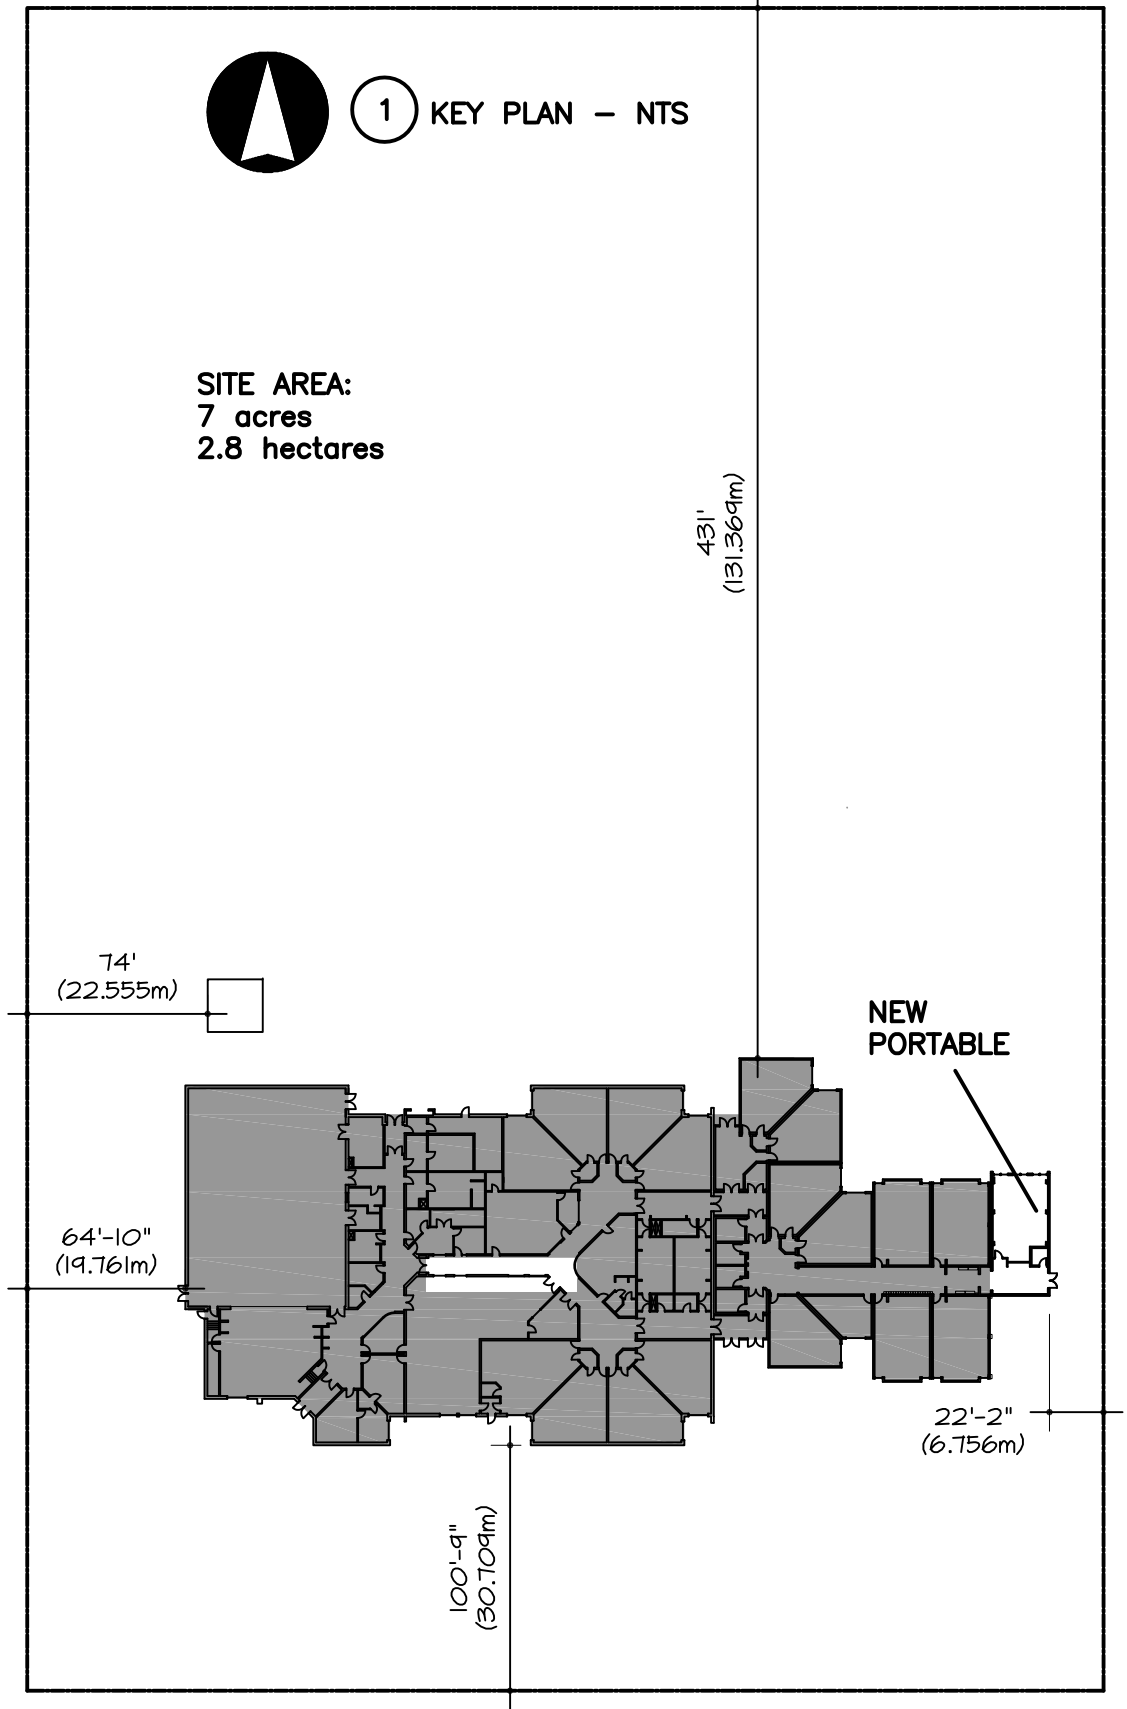 1 KEY PLAN - NTS
SITE AREA:
7 acres
2.8 hectares
431'
(131.369m)
74'
(22.555m)
NEW
PORTABLE
64'-10"
(19.761m)
22'-2"
(6.756m)
100'-9"
(30.709m)